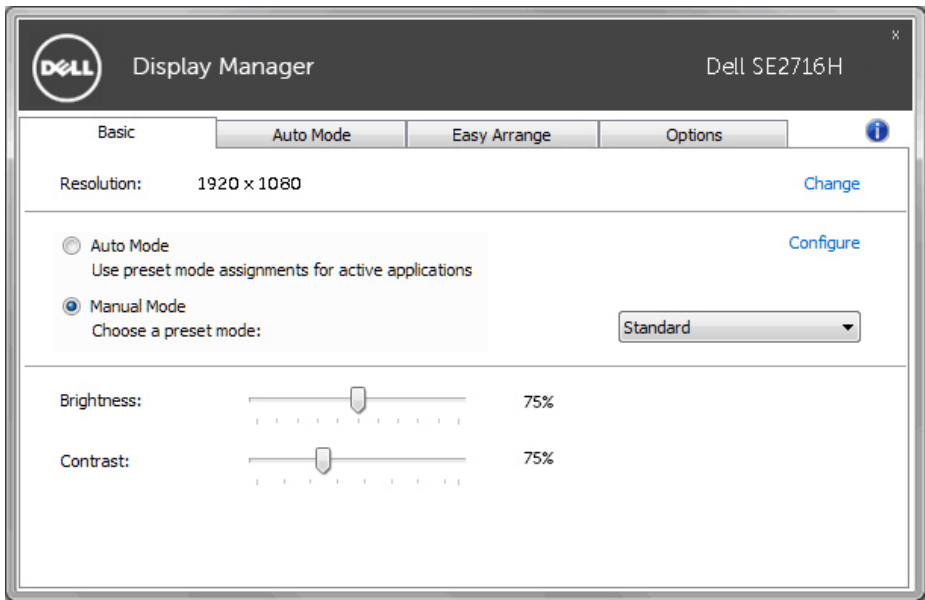 x
DELL
Display Manager
Dell SE2716H
Basic
Auto Mode
Easy Arrange
Options
i
Resolution:
1920 x 1080
Change
Auto Mode
Configure
Use preset mode assignments for active applications
Manual Mode
Choose a preset mode:
Standard
Brightness:
75%
Contrast:
75%